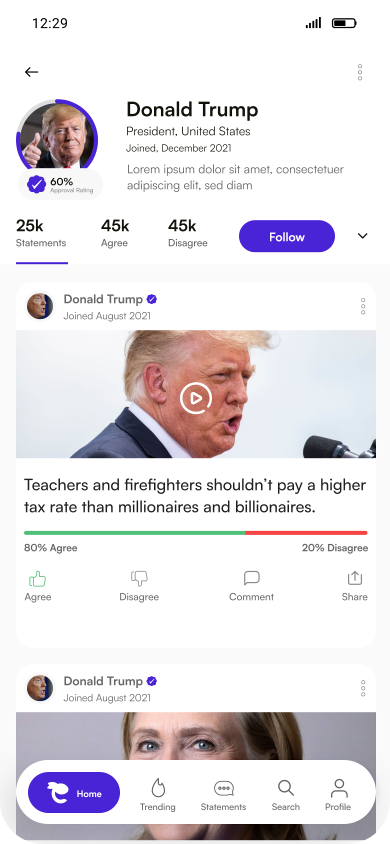 12:29
Donald Trump
President, United States
Joined, December 2021
Lorem ipsum dolor sit amet, consectetuer
adipiscing elit, sed diam
60%
Approval Rating
25k
Statements
45k
Agree
45k
Disagree
Follow
Donald Trump
Joined August 2021
Teachers and firefighters shouldn't pay a higher
tax rate than millionaires and billionaires.
80% Agree
20% Disagree
Agree
Disagree
Comment
Share
Donald Trump
Joined August 2021
Home
Trending
Statements
Search
Profile